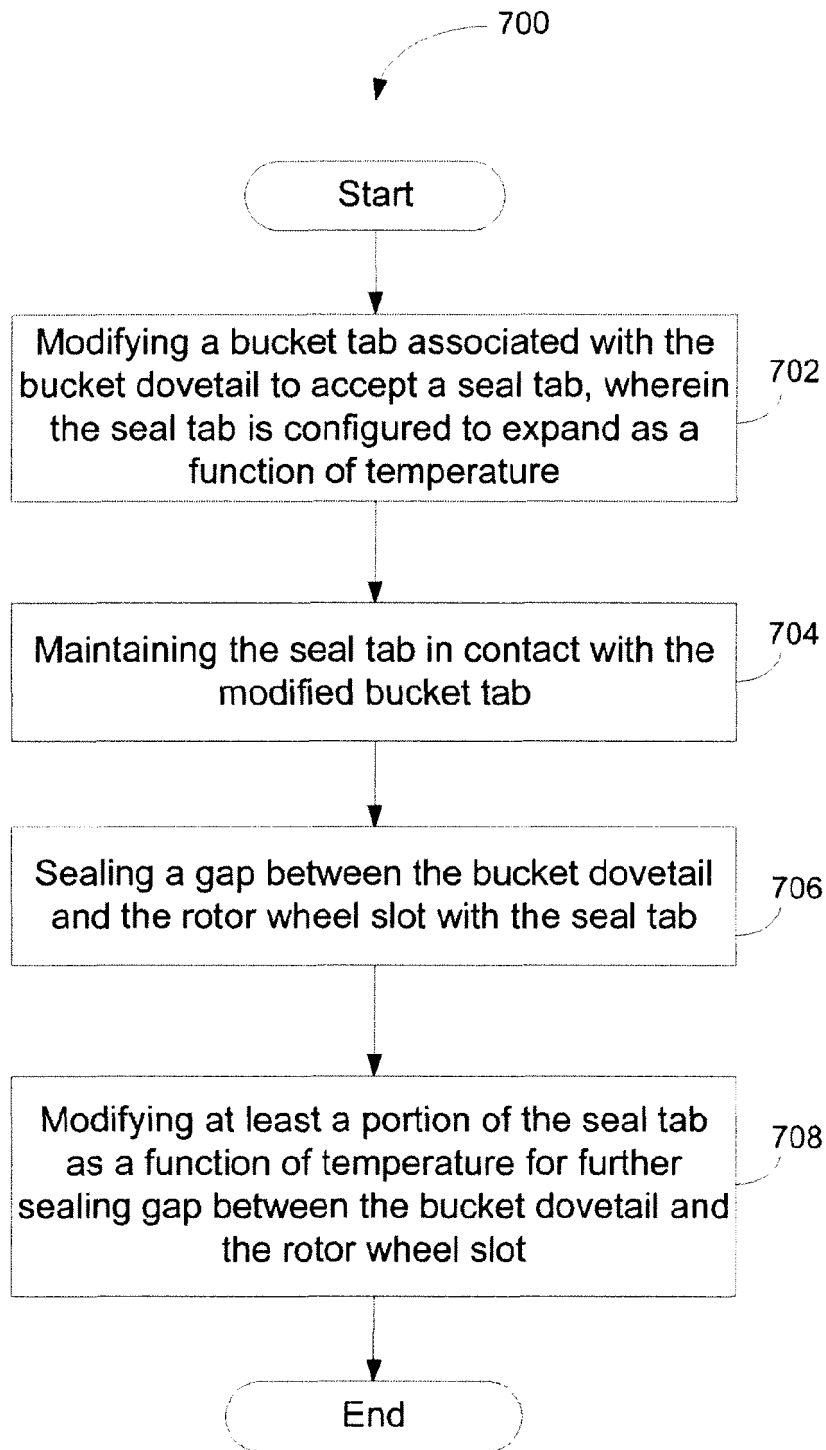 700
Start
Modifying a bucket tab associated with the
bucket dovetail to accept a seal tab, wherein
the seal tab is configured to expand as a
function of temperature
702
Maintaining the seal tab in contact with the
modified bucket tab
704
Sealing a gap between the bucket dovetail
and the rotor wheel slot with the seal tab
706
Modifying at least a portion of the seal tab
as a function of temperature for further
sealing gap between the bucket dovetail and
the rotor wheel slot
708
End